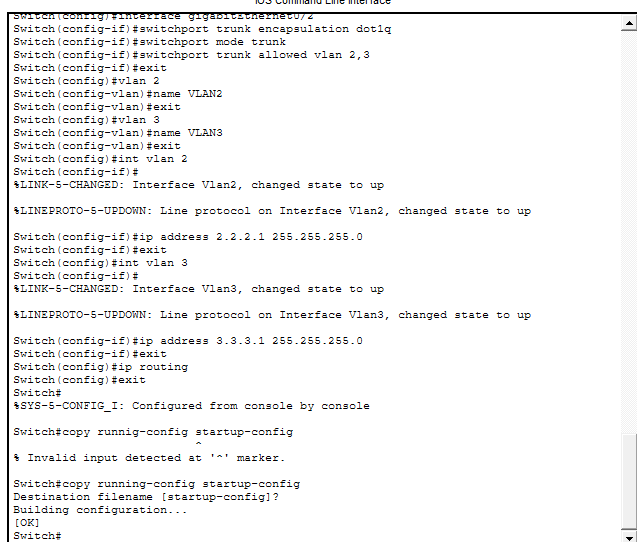 IOS Command Line Interface
Switch(config)#interface gigabitEthernet0/2
Switch(config-if)#switchport trunk encapsulation dot1q
Switch(config-if)#switchport mode trunk
Switch(config-if)#switchport trunk allowed vlan 2,3
Switch(config-if)#exit
Switch(config)#vlan 2
Switch(config-vlan)#name VLAN2
Switch(config-vlan)#exit
Switch(config)#vlan 3
Switch(config-vlan)#name VLAN3
Switch(config-vlan)#exit
Switch(config)#int vlan 2
Switch(config-if)#
%LINK-5-CHANGED: Interface Vlan2, changed state to up
%LINEPROTO-5-UPDOWN: Line protocol on Interface Vlan2, changed state to up
Switch(config-if)#ip address 2.2.2.1 255.255.255.0
Switch(config-if)#exit
Switch(config)#int vlan 3
Switch(config-if)#
%LINK-5-CHANGED: Interface Vlan3, changed state to up
%LINEPROTO-5-UPDOWN: Line protocol on Interface Vlan3, changed state to up
Switch(config-if)#ip address 3.3.3.1 255.255.255.0
Switch(config-if)#exit
Switch(config)#ip routing
Switch(config)#exit
Switch#
%SYS-5-CONFIG_I: Configured from console by console
Switch#copy runnig-config startup-config
^
% Invalid input detected at '^' marker.
Switch#copy running-config startup-config
Destination filename [startup-config]?
Building configuration...
[OK]
Switch#